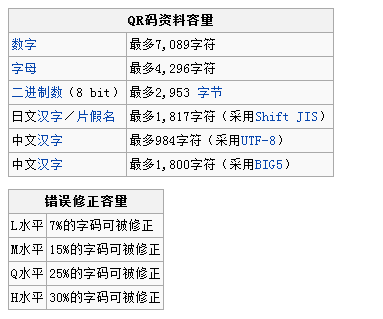 QR码资料容量
数字 最多7,089字符
字母 最多4,296字符
二进制数（8 bit） 最多2,953 字节
日文汉字／片假名 最多1,817字符（采用Shift JIS）
中文汉字 最多984字符（采用UTF-8）
中文汉字 最多1,800字符（采用BIG5）
错误修正容量
L水平 7%的字码可被修正
M水平 15%的字码可被修正
Q水平 25%的字码可被修正
H水平 30%的字码可被修正